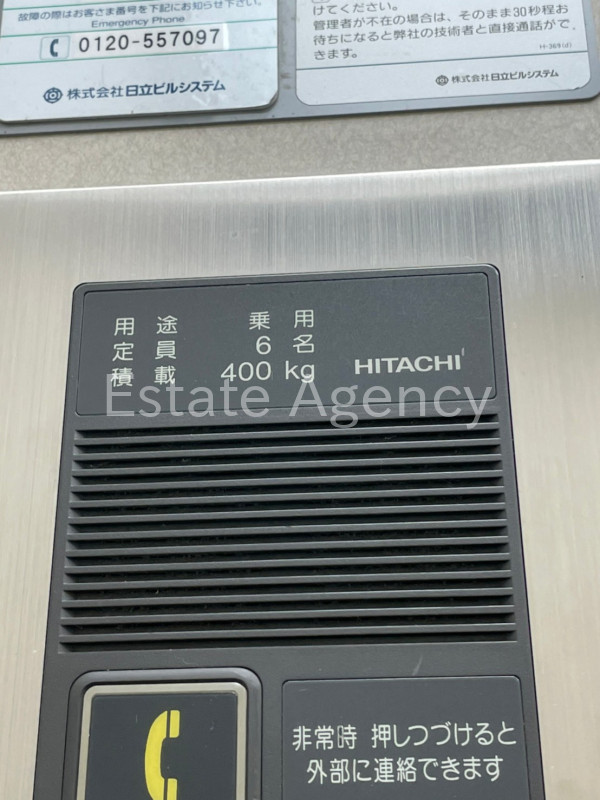 故障の際はお客さま番号を下記にお知らせ下さい。
Emergency Phone
0120-557097
株式会社 日立ビルシステム
けてください。
管理者が不在の場合は、そのまま30秒程お
待ちになると弊社の技術者と直接通話がで
きます。
H-369(d)
株式会社 日立ビルシステム
用途 乗用
定員 6名
積載 400 kg
HITACHI
Estate Agency
非常時 押しつづけると
外部に連絡できます